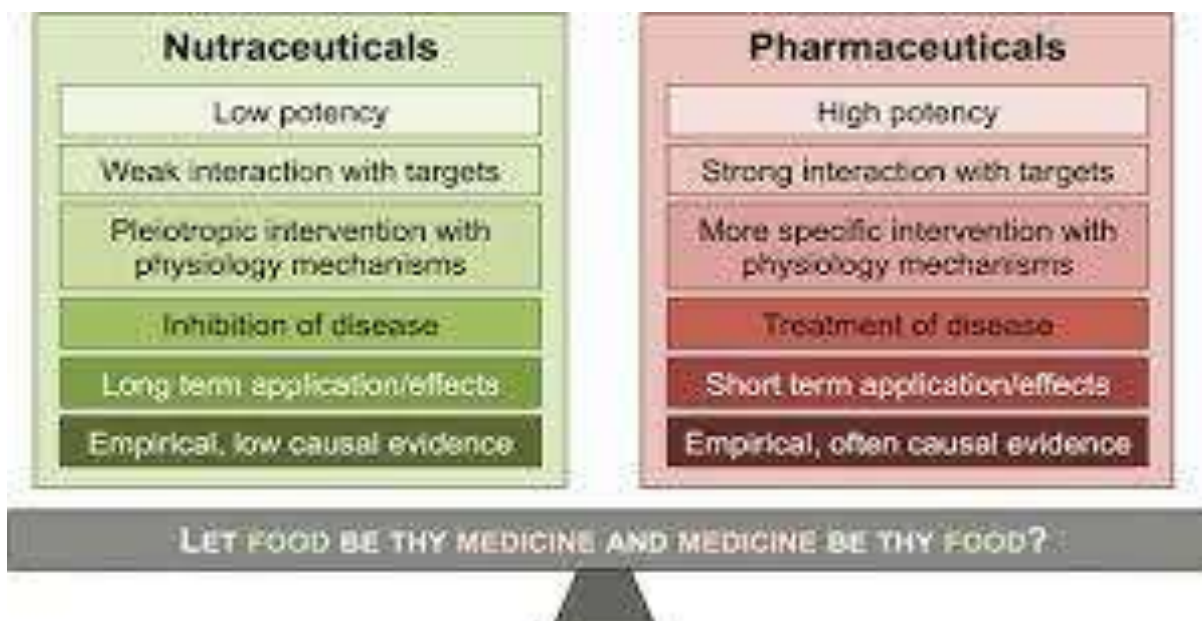 Nutraceuticals
Low potency
Weak interaction with targets
Pleiotropic intervention with
physiology mechanisms
Inhibition of disease
Long term application/effects
Empirical, low causal evidence
Pharmaceuticals
High potency
Strong interaction with targets
More specific intervention with
physiology mechanisms
Treatment of disease
Short term application/effects
Empirical, often causal evidence
LET FOOD BE THY MEDICINE AND MEDICINE BE THY FOOD?